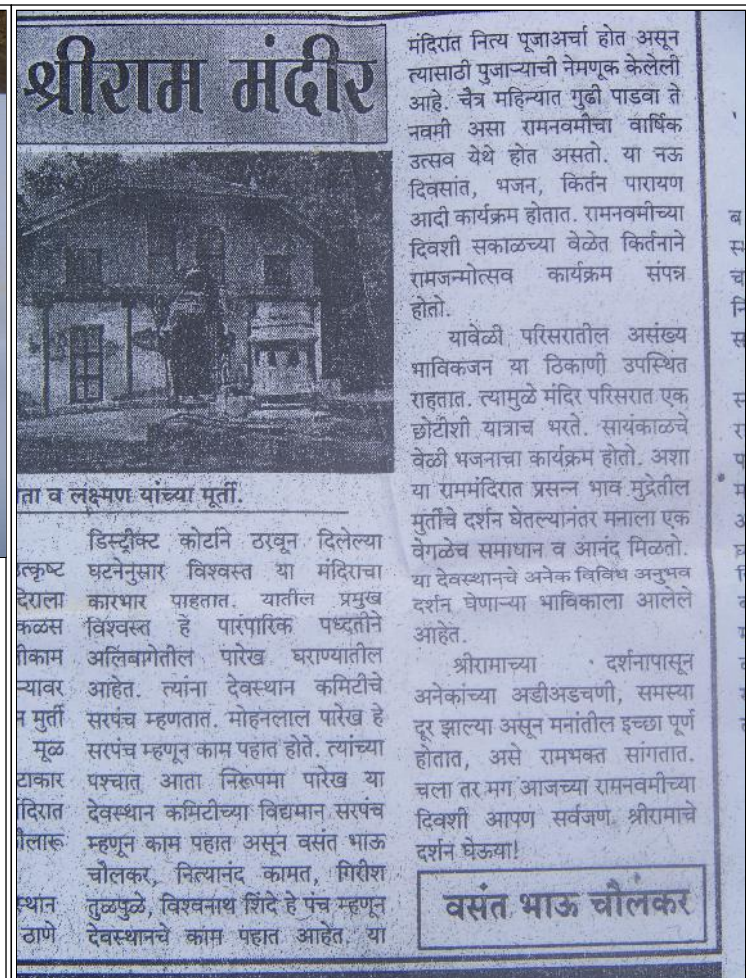 श्रीराम मंदीर
ता व लक्ष्मण यांच्या मूर्ती.
त्कृष्ट
देराला
कळस
ीकाम
न्यावर
न मुर्ती
मूळ
टाकार
ांदिरात
ीलारू
स्थान
ठाणे
डिस्ट्रीक्ट कोर्टाने ठरवून दिलेल्या
घटनेनुसार विश्वस्त या मंदिराचा
कारभार पाहतात. यातील प्रमुख
विश्वस्त हे पारंपारिक पध्दतीने
अलिबागेतील पारेख घराण्यातील
आहेत. त्यांना देवस्थान कमिटीचे
सरपंच म्हणतात. मोहनलाल पारेख हे
सरपंच म्हणून काम पहात होते. त्यांच्या
पश्चात आता निरूपमा पारेख या
देवस्थान कमिटीच्या विद्यमान सरपंच
म्हणून काम पहात असून वसंत भाऊ
चोलकर, नित्यानंद कामत, गिरीश
तुळपुळे, विश्वनाथ शिंदे हे पंच म्हणून
देवस्थानचे काम पहात आहेत. या
मंदिरात नित्य पूजाअर्चा होत असून
त्यासाठी पुजाऱ्याची नेमणूक केलेली
आहे. चैत्र महिन्यात गुढी पाडवा ते
नवमी असा रामनवमीचा वार्षिक
उत्सव येथे होत असतो. या नऊ
दिवसांत, भजन, किर्तन पारायण
आदी कार्यक्रम होतात. रामनवमीच्या
दिवशी सकाळच्या वेळेत किर्तनाने
रामजन्मोत्सव कार्यक्रम संपन्न
होतो.
यावेळी परिसरातील असंख्य
भाविकजन या ठिकाणी उपस्थित
राहतात. त्यामुळे मंदिर परिसरात एक
छोटीशी यात्राच भरते. सायंकाळचे
वेळी भजनाचा कार्यक्रम होतो. अशा
या राममंदिरात प्रसन्न भाव मुद्रेतील
मुर्तीचे दर्शन घेतल्यानंतर मनाला एक
वेगळेच समाधान व आनंद मिळतो.
या देवस्थानचे अनेक विविध अनुभव
दर्शन घेणाऱ्या भाविकाला आलेले
आहेत.
श्रीरामाच्या दर्शनापासून
अनेकांच्या अडीअडचणी, समस्या
दूर झाल्या असून मनांतील इच्छा पूर्ण
होतात, असे रामभक्त सांगतात.
चला तर मग आजच्या रामनवमीच्या
दिवशी आपण सर्वजण श्रीरामाचे
दर्शन घेऊया!
वसंत भाऊ चौलकर